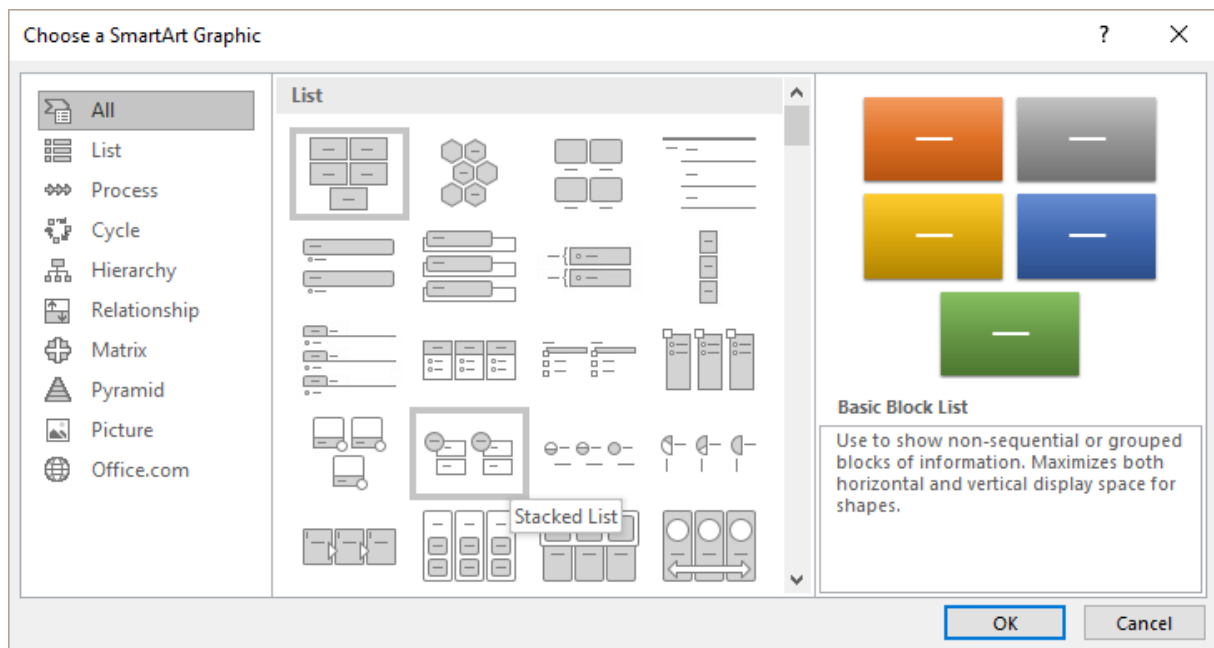 Choose a SmartArt Graphic
?
All
List
Process
Cycle
Hierarchy
Relationship
Matrix
Pyramid
Picture
Office.com
List
Stacked List
Basic Block List
Use to show non-sequential or grouped
blocks of information. Maximizes both
horizontal and vertical display space for
shapes.
OK
Cancel